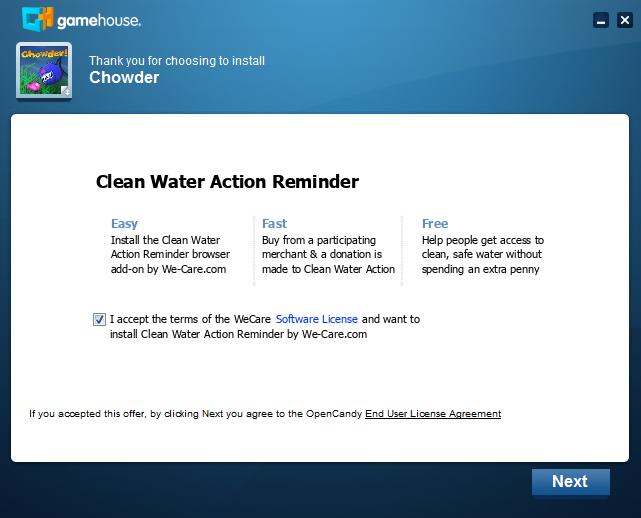 gamehouse.
Chowder!
Thank you for choosing to install
Chowder
Clean Water Action Reminder
Easy
Install the Clean Water
Action Reminder browser
add-on by We-Care.com
Fast
Buy from a participating
merchant & a donation is
made to Clean Water Action
Free
Help people get access to
clean, safe water without
spending an extra penny
I accept the terms of the WeCare Software License and want to
install Clean Water Action Reminder by We-Care.com
If you accepted this offer, by clicking Next you agree to the OpenCandy End User License Agreement
Next